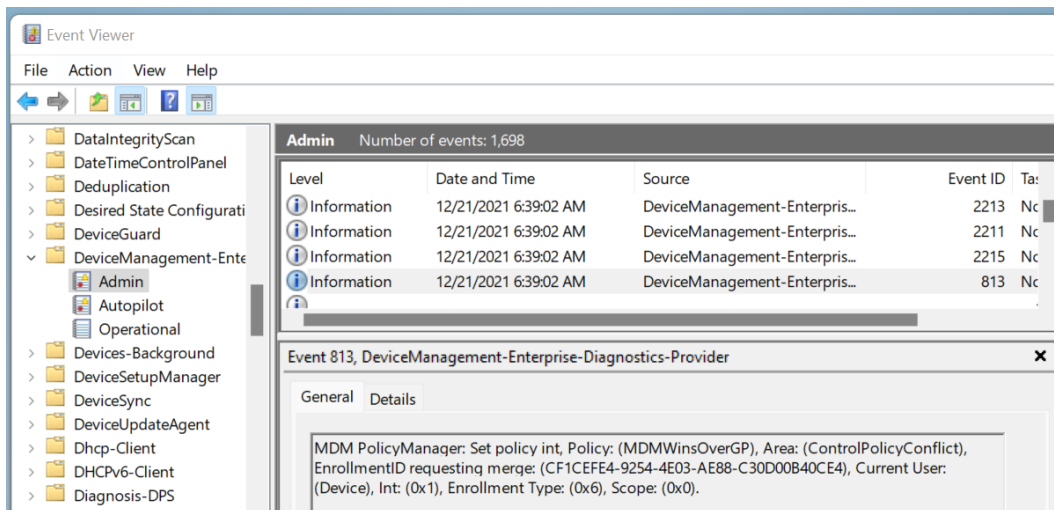 Event Viewer
File Action View Help
DataIntegrityScan
DateTimeControlPanel
Deduplication
Desired State Configurati
DeviceGuard
DeviceManagement-Ente
Admin
Autopilot
Operational
Devices-Background
DeviceSetupManager
DeviceSync
DeviceUpdateAgent
Dhcp-Client
DHCPv6-Client
Diagnosis-DPS
Admin Number of events: 1,698
Level Date and Time Source Event ID Tas
Information 12/21/2021 6:39:02 AM DeviceManagement-Enterpris... 2213 No
Information 12/21/2021 6:39:02 AM DeviceManagement-Enterpris... 2211 No
Information 12/21/2021 6:39:02 AM DeviceManagement-Enterpris... 2215 No
Information 12/21/2021 6:39:02 AM DeviceManagement-Enterpris... 813 No
Event 813, DeviceManagement-Enterprise-Diagnostics-Provider
General Details
MDM PolicyManager: Set policy int, Policy: (MDMWinsOverGP), Area: (ControlPolicyConflict),
EnrollmentID requesting merge: (CF1CEFE4-9254-4E03-AE88-C30D00B40CE4), Current User:
(Device), Int: (0x1), Enrollment Type: (0x6), Scope: (0x0).